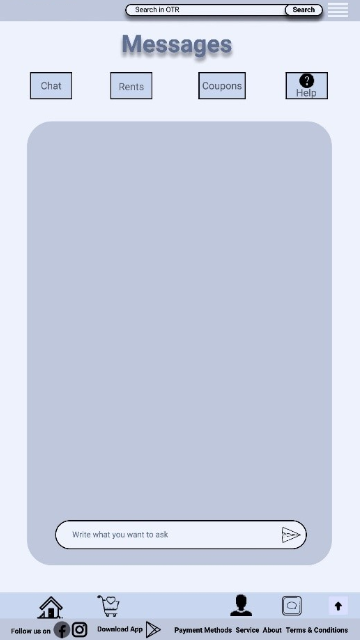 Search in OTR Search
Messages
Chat Rents Coupons
?
Help
Write what you want to ask
Follow us on Download App Payment Methods Service About Terms & Conditions